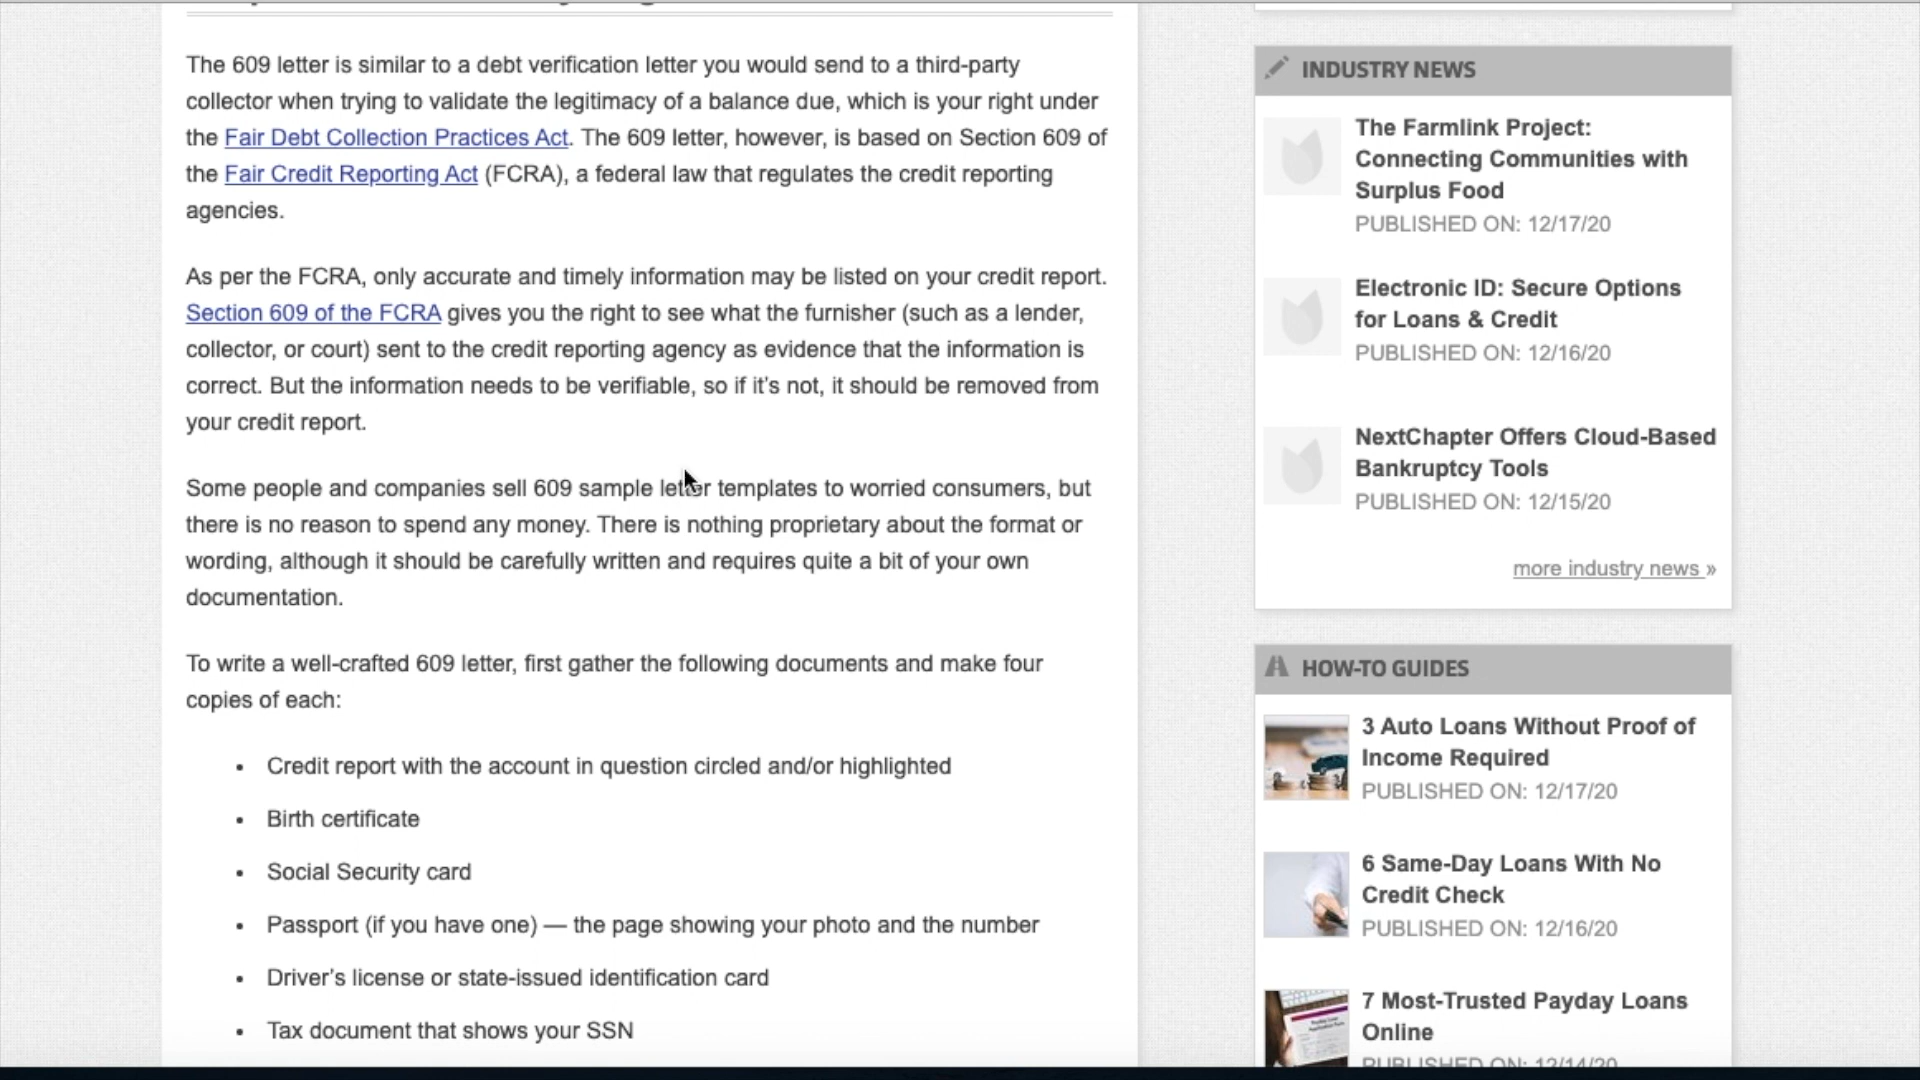 The 609 letter is similar to a debt verification letter you would send to a third-party
collector when trying to validate the legitimacy of a balance due, which is your right under
the Fair Debt Collection Practices Act. The 609 letter, however, is based on Section 609 of
the Fair Credit Reporting Act (FCRA), a federal law that regulates the credit reporting
agencies.
As per the FCRA, only accurate and timely information may be listed on your credit report.
Section 609 of the FCRA gives you the right to see what the furnisher (such as a lender,
collector, or court) sent to the credit reporting agency as evidence that the information is
correct. But the information needs to be verifiable, so if it's not, it should be removed from
your credit report.
Some people and companies sell 609 sample letter templates to worried consumers, but
there is no reason to spend any money. There is nothing proprietary about the format or
wording, although it should be carefully written and requires quite a bit of your own
documentation.
To write a well-crafted 609 letter, first gather the following documents and make four
copies of each:
• Credit report with the account in question circled and/or highlighted
• Birth certificate
• Social Security card
• Passport (if you have one) — the page showing your photo and the number
• Driver's license or state-issued identification card
• Tax document that shows your SSN
INDUSTRY NEWS
The Farmlink Project:
Connecting Communities with
Surplus Food
PUBLISHED ON: 12/17/20
Electronic ID: Secure Options
for Loans & Credit
PUBLISHED ON: 12/16/20
NextChapter Offers Cloud-Based
Bankruptcy Tools
PUBLISHED ON: 12/15/20
more industry news »
HOW-TO GUIDES
3 Auto Loans Without Proof of
Income Required
PUBLISHED ON: 12/17/20
6 Same-Day Loans With No
Credit Check
PUBLISHED ON: 12/16/20
7 Most-Trusted Payday Loans
Online
PUBLISHED ON: 12/14/20